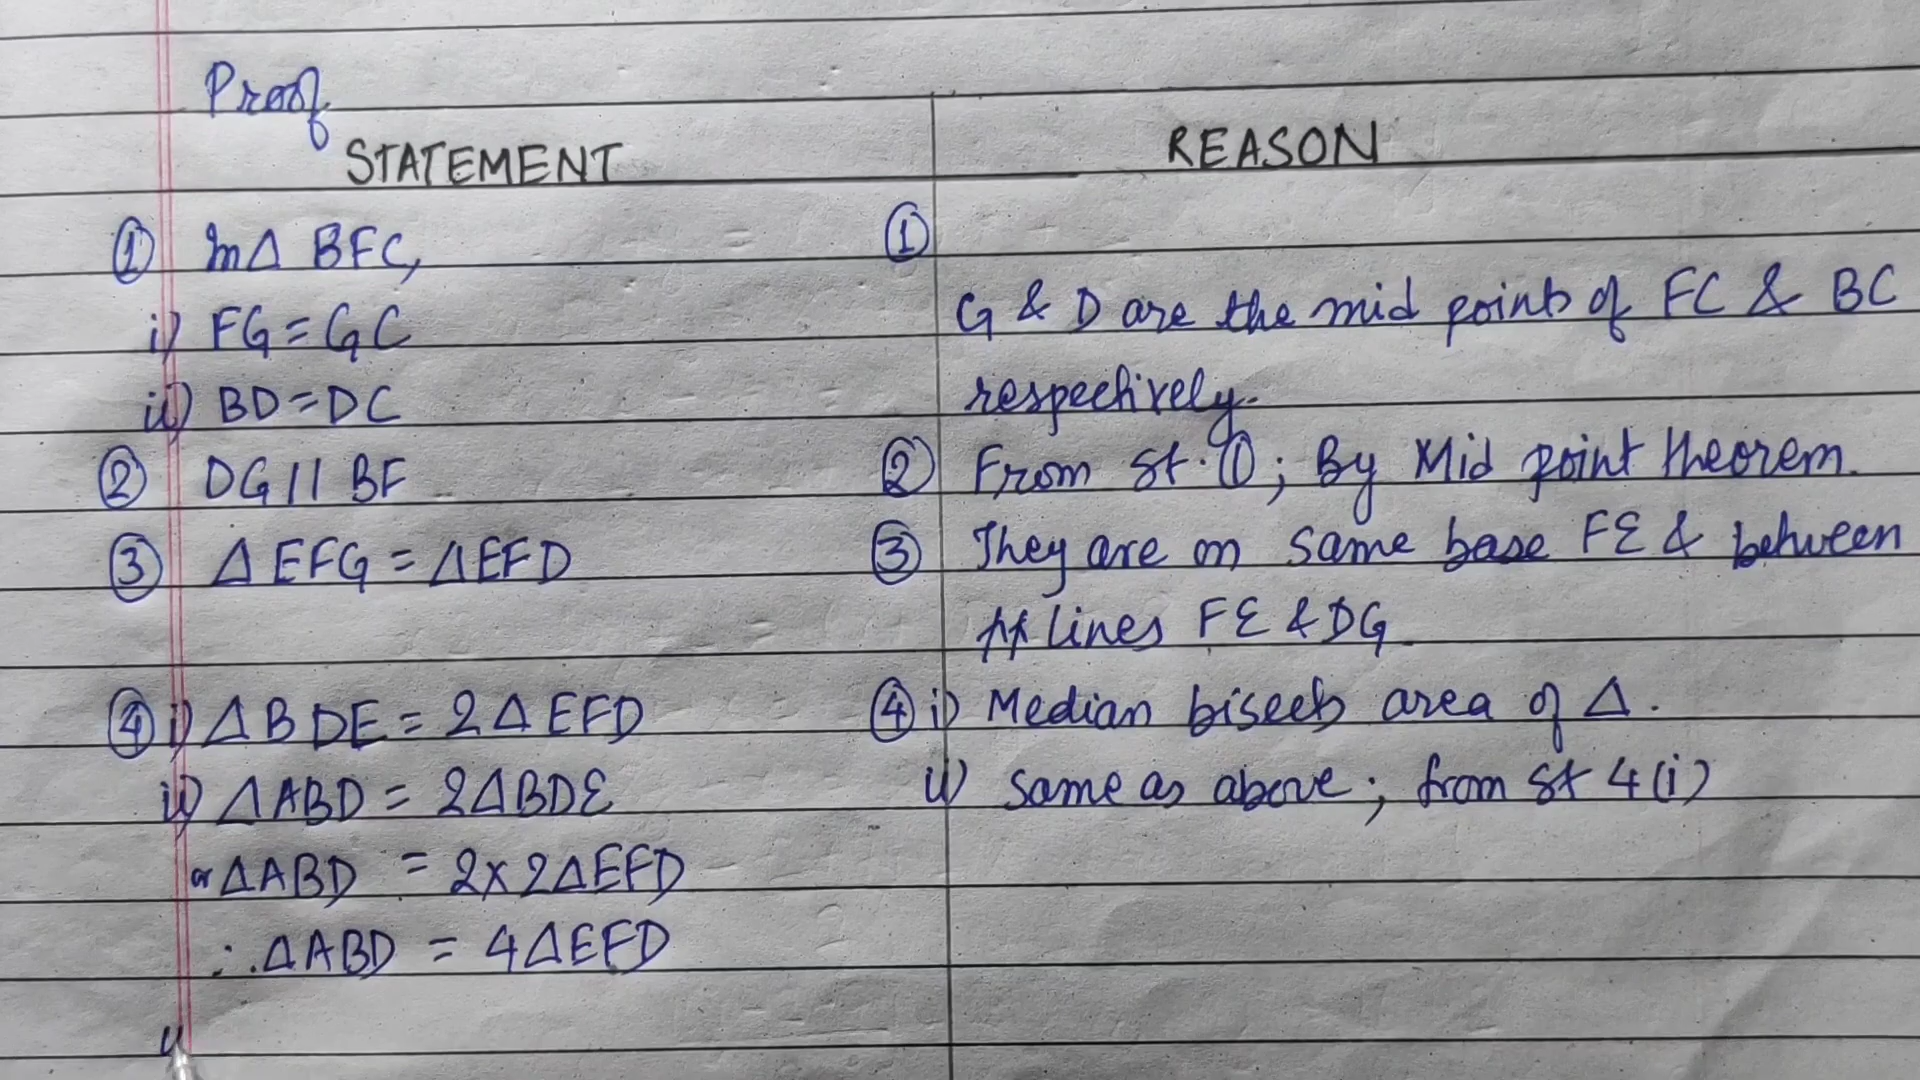 Proof
STATEMENT
REASON
① In Δ BFC,
①
i) FG = GC
G & D are the mid points of FC & BC
ii) BD = DC
respectively.
② DG // BF
② From St. ①; By Mid point theorem.
③ Δ EFG = Δ EFD
③ They are on same base FE & between
// lines FE & DG
④ i) Δ BDE = 2 Δ EFD
④ i) Median bisects area of Δ.
ii) Δ ABD = 2 Δ BDE
ii) same as above; from St 4 (i)
or Δ ABD = 2 x 2 Δ EFD
∴ Δ ABD = 4 Δ EFD